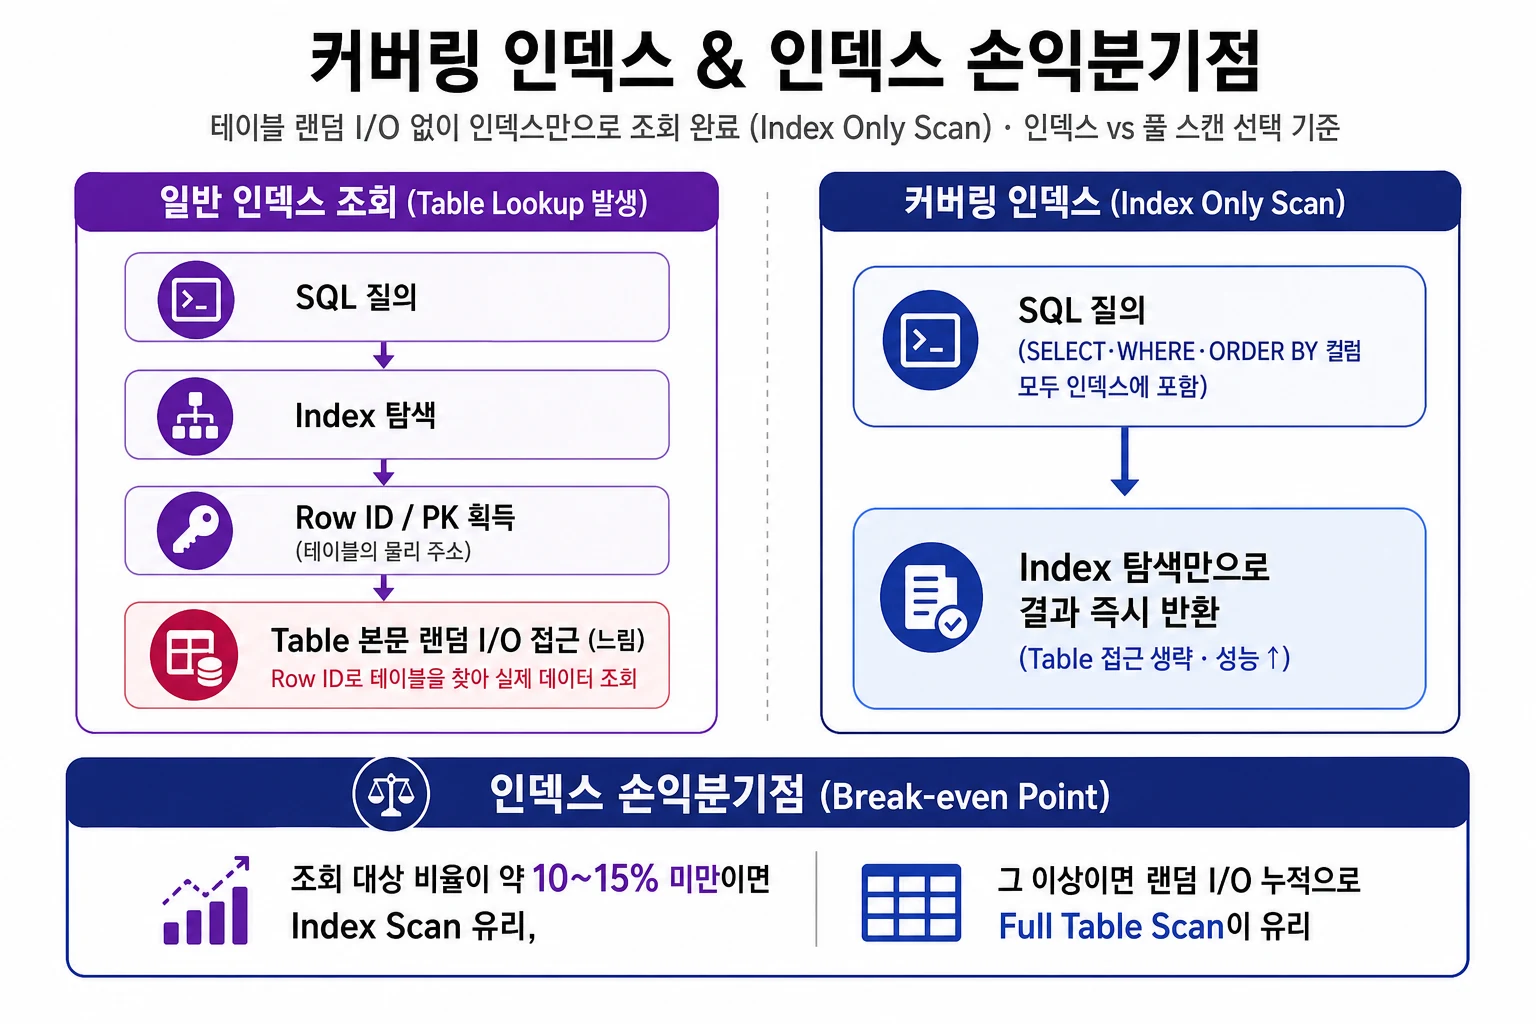 커버링 인덱스 & 인덱스 손익분기점
테이블 랜덤 I/O 없이 인덱스만으로 조회 완료 (Index Only Scan) · 인덱스 vs 풀 스캔 선택 기준
일반 인덱스 조회 (Table Lookup 발생)
SQL 질의
Index 탐색
Row ID / PK 획득
(테이블의 물리 주소)
Table 본문 랜덤 I/O 접근 (느림)
Row ID로 테이블을 찾아 실제 데이터 조회
커버링 인덱스 (Index Only Scan)
SQL 질의
(SELECT·WHERE·ORDER BY 컬럼
모두 인덱스에 포함)
Index 탐색만으로
결과 즉시 반환
(Table 접근 생략 · 성능 ↑)
인덱스 손익분기점 (Break-even Point)
조회 대상 비율이 약 10~15% 미만이면
Index Scan 유리,
그 이상이면 랜덤 I/O 누적으로
Full Table Scan이 유리